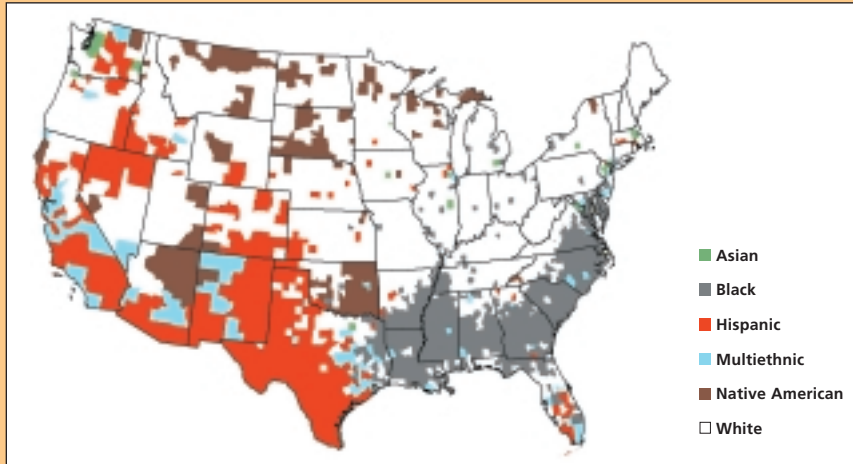 Asian
Black
Hispanic
Multiethnic
Native American
White